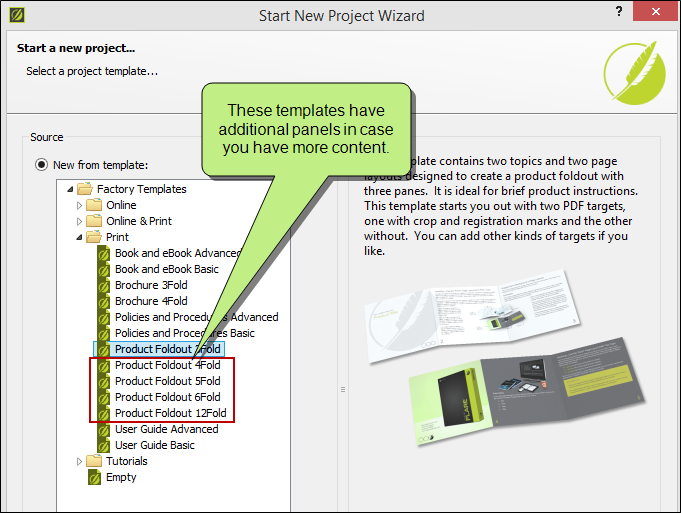 Start New Project Wizard
?
Start a new project...
Select a project template...
These templates have
additional panels in case
you have more content.
Source
New from template:
Factory Templates
Online
Online & Print
Print
Book and eBook Advanced
Book and eBook Basic
Brochure 3Fold
Brochure 4Fold
Policies and Procedures Advanced
Policies and Procedures Basic
Product Foldout 3Fold
Product Foldout 4Fold
Product Foldout 5Fold
Product Foldout 6Fold
Product Foldout 12Fold
User Guide Advanced
User Guide Basic
Tutorials
Empty
template contains two topics and two page
layouts designed to create a product foldout with
three panes. It is ideal for brief product instructions.
This template starts you out with two PDF targets,
one with crop and registration marks and the other
without. You can add other kinds of targets if you
like.
FLARE